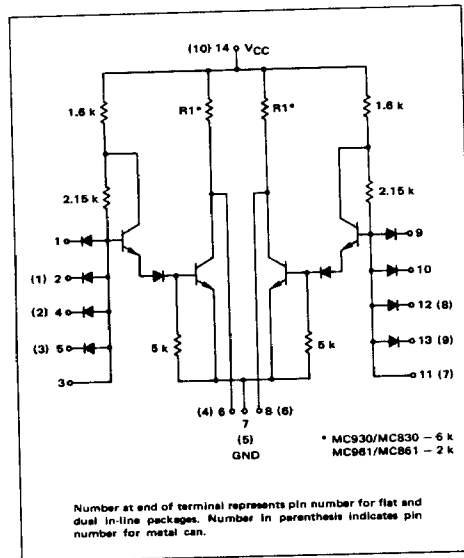 (10) 14 VCC
1.6 k R1* R1* 1.6 k
2.15 k 2.15 k
1 9
(1) 2 10
(2) 4 12 (8)
(3) 5 13 (9)
5 k 5 k
3 11 (7)
(4) 6 8 (6)
7
(5)
GND
* MC930/MC830 – 6 k
MC961/MC861 – 2 k
Number at end of terminal represents pin number for flat and
dual in-line packages. Number in parenthesis indicates pin
number for metal can.